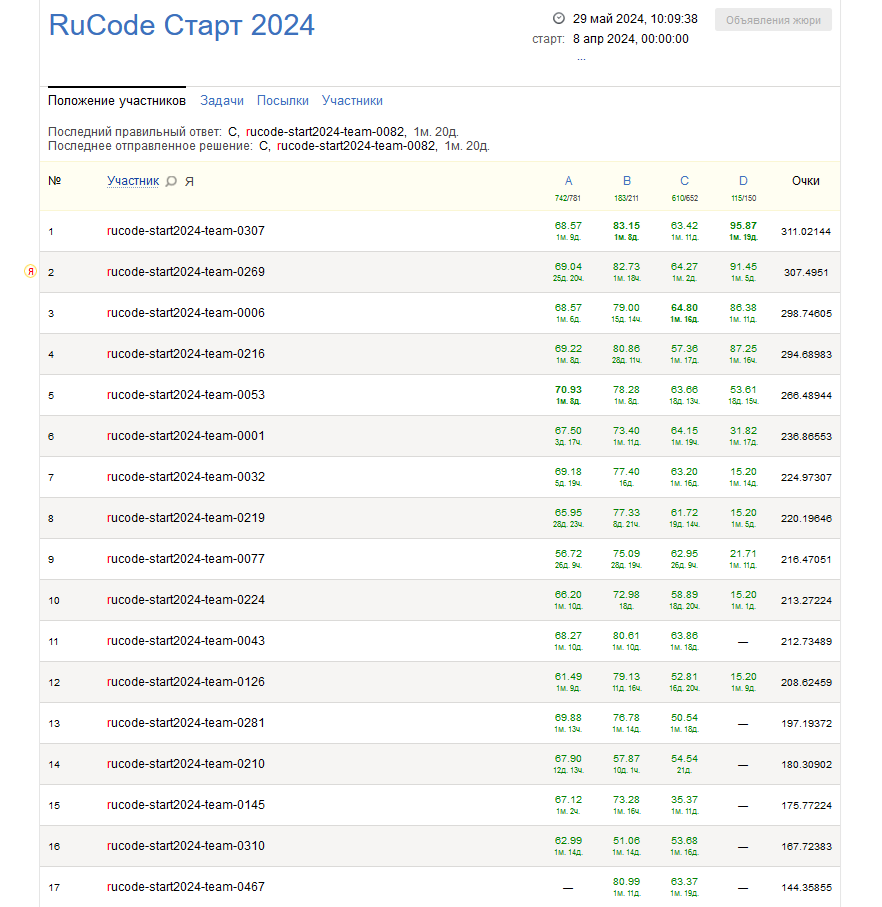 RuCode Старт 2024
29 май 2024, 10:09:38
старт: 8 апр 2024, 00:00:00
...
Объявления жюри
Положение участников Задачи Посылки Участники
Последний правильный ответ: C, rucode-start2024-team-0082, 1м. 20д.
Последнее отправленное решение: C, rucode-start2024-team-0082, 1м. 20д.
№ Участник Я A B C D Очки
742/781 183/211 610/652 115/150
1 rucode-start2024-team-0307 68.57 83.15 63.42 95.87 311.02144
1м. 9д. 1м. 8д. 1м. 11д. 1м. 19д.
Я 2 rucode-start2024-team-0269 69.04 82.73 64.27 91.45 307.4951
25д. 20ч. 1м. 18ч. 1м. 2д. 1м. 5д.
3 rucode-start2024-team-0006 68.57 79.00 64.80 86.38 298.74605
1м. 6д. 15д. 14ч. 1м. 16д. 1м. 11д.
4 rucode-start2024-team-0216 69.22 80.86 57.36 87.25 294.68983
1м. 8д. 28д. 11ч. 1м. 17д. 1м. 16ч.
5 rucode-start2024-team-0053 70.93 78.28 63.66 53.61 266.48944
1м. 8д. 1м. 8д. 18д. 13ч. 18д. 15ч.
6 rucode-start2024-team-0001 67.50 73.40 64.15 31.82 236.86553
3д. 17ч. 1м. 11д. 1м. 19ч. 1м. 17д.
7 rucode-start2024-team-0032 69.18 77.40 63.20 15.20 224.97307
5д. 19ч. 16д. 1м. 16д. 1м. 14д.
8 rucode-start2024-team-0219 65.95 77.33 61.72 15.20 220.19646
28д. 23ч. 8д. 21ч. 19д. 14ч. 1м. 5д.
9 rucode-start2024-team-0077 56.72 75.09 62.95 21.71 216.47051
26д. 9ч. 28д. 19ч. 26д. 9ч. 1м. 11д.
10 rucode-start2024-team-0224 66.20 72.98 58.89 15.20 213.27224
1м. 10д. 18д. 18д. 20ч. 1м. 1д.
11 rucode-start2024-team-0043 68.27 80.61 63.86 — 212.73489
1м. 10д. 1м. 10д. 1м. 18д.
12 rucode-start2024-team-0126 61.49 79.13 52.81 15.20 208.62459
1м. 9д. 11д. 16ч. 16д. 20ч. 1м. 9д.
13 rucode-start2024-team-0281 69.88 76.78 50.54 — 197.19372
1м. 13ч. 1м. 14д. 1м. 18д.
14 rucode-start2024-team-0210 67.90 57.87 54.54 — 180.30902
12д. 13ч. 10д. 1ч. 21д.
15 rucode-start2024-team-0145 67.12 73.28 35.37 — 175.77224
1м. 2ч. 1м. 16ч. 1м. 11д.
16 rucode-start2024-team-0310 62.99 51.06 53.68 — 167.72383
1м. 14д. 1м. 14д. 1м. 16д.
17 rucode-start2024-team-0467 — 80.99 63.37 — 144.35855
1м. 11д. 1м. 19д.